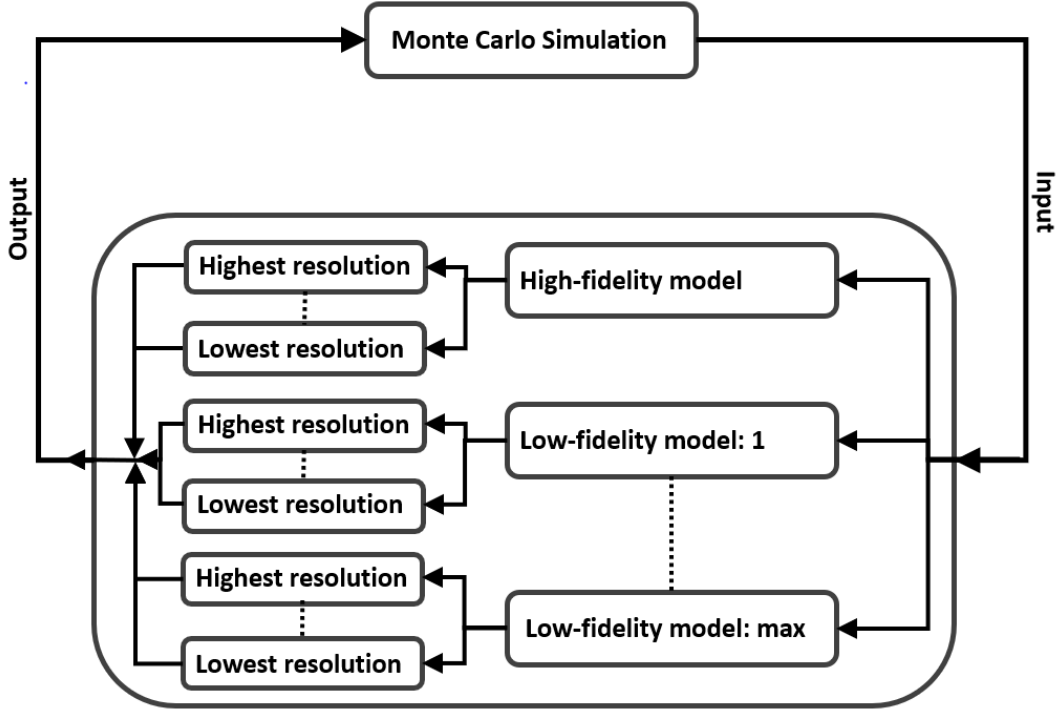 Monte Carlo Simulation
Output
Input
Highest resolution
High-fidelity model
Lowest resolution
Highest resolution
Low-fidelity model: 1
Lowest resolution
Highest resolution
Low-fidelity model: max
Lowest resolution